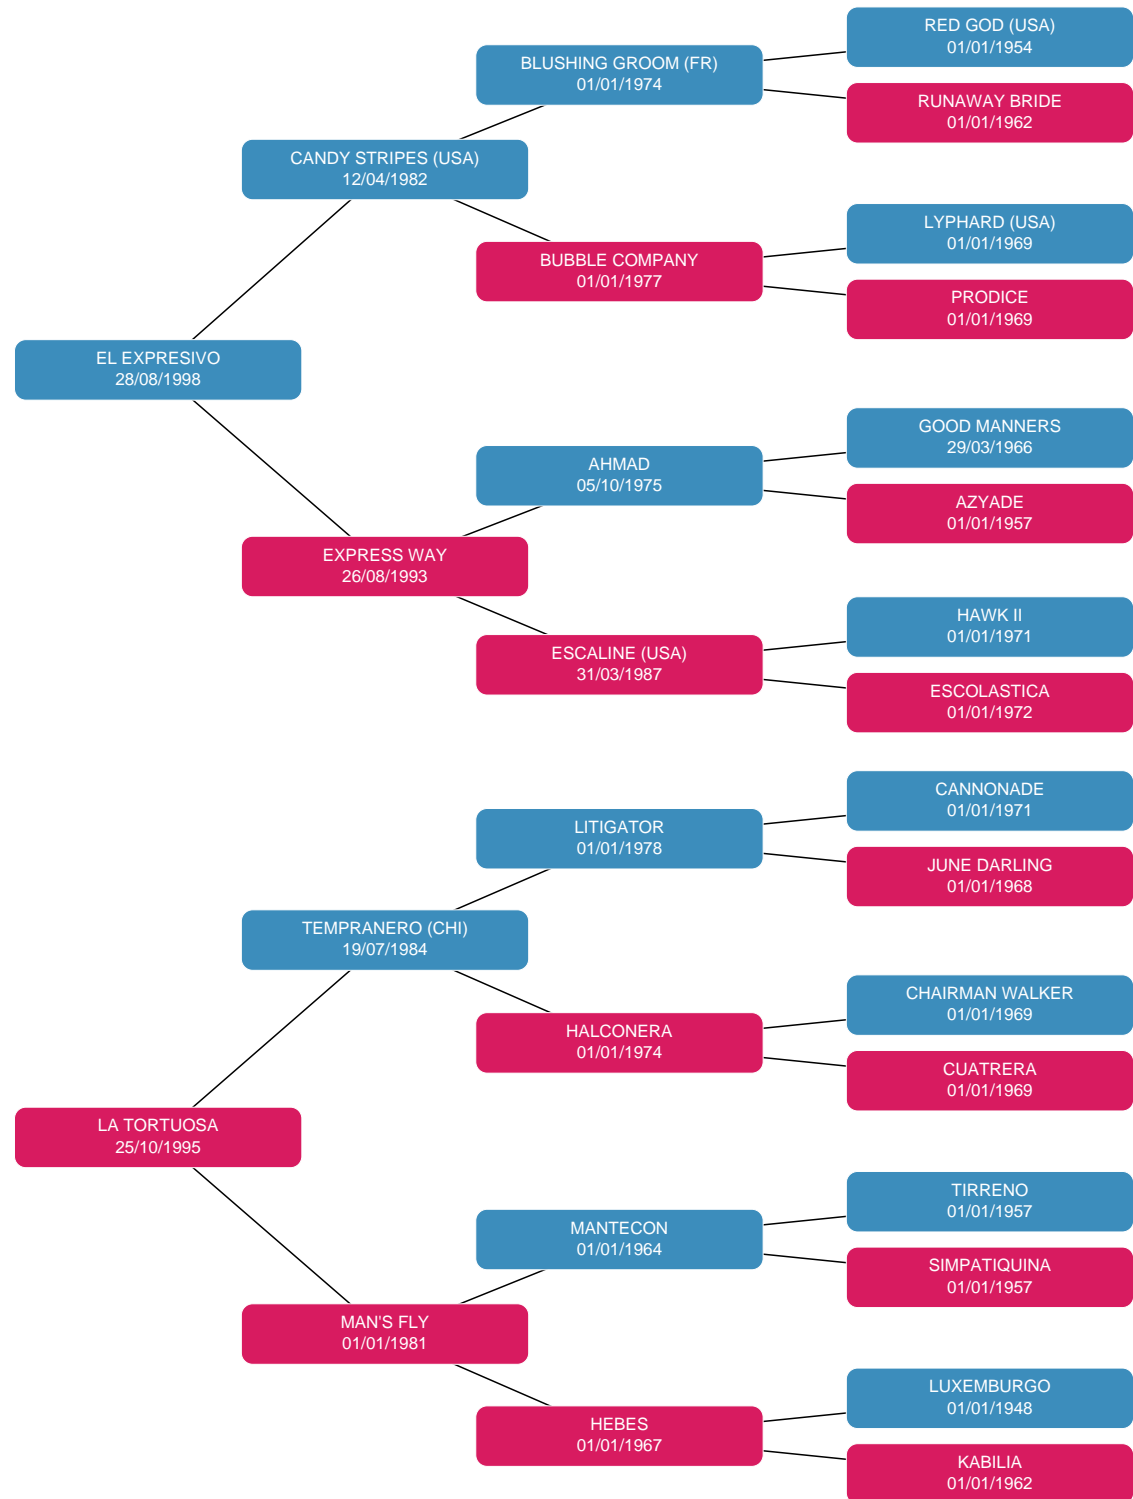 RED GOD (USA)
01/01/1954
BLUSHING GROOM (FR)
01/01/1974
RUNAWAY BRIDE
01/01/1962
CANDY STRIPES (USA)
12/04/1982
LYPHARD (USA)
01/01/1969
BUBBLE COMPANY
01/01/1977
PRODICE
01/01/1969
EL EXPRESIVO
28/08/1998
GOOD MANNERS
29/03/1966
AHMAD
05/10/1975
AZYADE
01/01/1957
EXPRESS WAY
26/08/1993
HAWK II
01/01/1971
ESCALINE (USA)
31/03/1987
ESCOLASTICA
01/01/1972
CANNONADE
01/01/1971
LITIGATOR
01/01/1978
JUNE DARLING
01/01/1968
TEMPRANERO (CHI)
19/07/1984
CHAIRMAN WALKER
01/01/1969
HALCONERA
01/01/1974
CUATRERA
01/01/1969
LA TORTUOSA
25/10/1995
TIRRENO
01/01/1957
MANTECON
01/01/1964
SIMPATIQUINA
01/01/1957
MAN'S FLY
01/01/1981
LUXEMBURGO
01/01/1948
HEBES
01/01/1967
KABILIA
01/01/1962